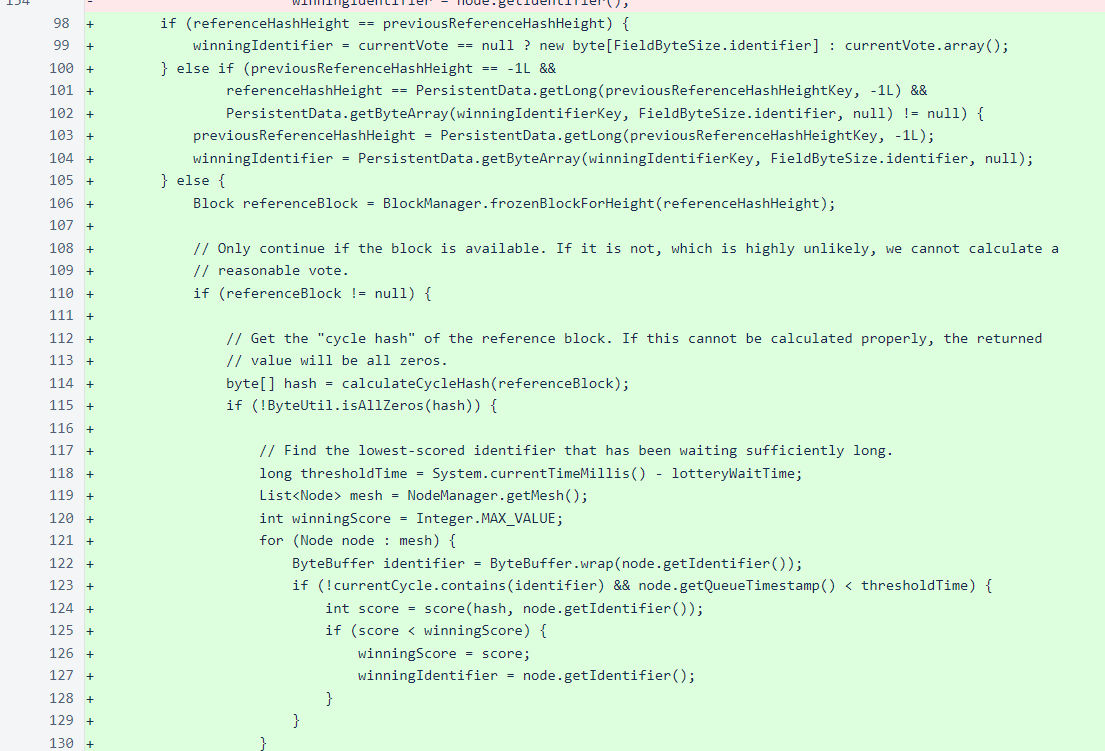 154 - winningIdentifier = node.getIdentifier();
98 + if (referenceHashHeight == previousReferenceHashHeight) {
99 + winningIdentifier = currentVote == null ? new byte[FieldByteSize.identifier] : currentVote.array();
100 + } else if (previousReferenceHashHeight == -1L &&
101 + referenceHashHeight == PersistentData.getLong(previousReferenceHashHeightKey, -1L) &&
102 + PersistentData.getByteArray(winningIdentifierKey, FieldByteSize.identifier, null) != null) {
103 + previousReferenceHashHeight = PersistentData.getLong(previousReferenceHashHeightKey, -1L);
104 + winningIdentifier = PersistentData.getByteArray(winningIdentifierKey, FieldByteSize.identifier, null);
105 + } else {
106 + Block referenceBlock = BlockManager.frozenBlockForHeight(referenceHashHeight);
107 +
108 + // Only continue if the block is available. If it is not, which is highly unlikely, we cannot calculate a
109 + // reasonable vote.
110 + if (referenceBlock != null) {
111 +
112 + // Get the "cycle hash" of the reference block. If this cannot be calculated properly, the returned
113 + // value will be all zeros.
114 + byte[] hash = calculateCycleHash(referenceBlock);
115 + if (!ByteUtil.isAllZeros(hash)) {
116 +
117 + // Find the lowest-scored identifier that has been waiting sufficiently long.
118 + long thresholdTime = System.currentTimeMillis() - lotteryWaitTime;
119 + List<Node> mesh = NodeManager.getMesh();
120 + int winningScore = Integer.MAX_VALUE;
121 + for (Node node : mesh) {
122 + ByteBuffer identifier = ByteBuffer.wrap(node.getIdentifier());
123 + if (!currentCycle.contains(identifier) && node.getQueueTimestamp() < thresholdTime) {
124 + int score = score(hash, node.getIdentifier());
125 + if (score < winningScore) {
126 + winningScore = score;
127 + winningIdentifier = node.getIdentifier();
128 + }
129 + }
130 + }